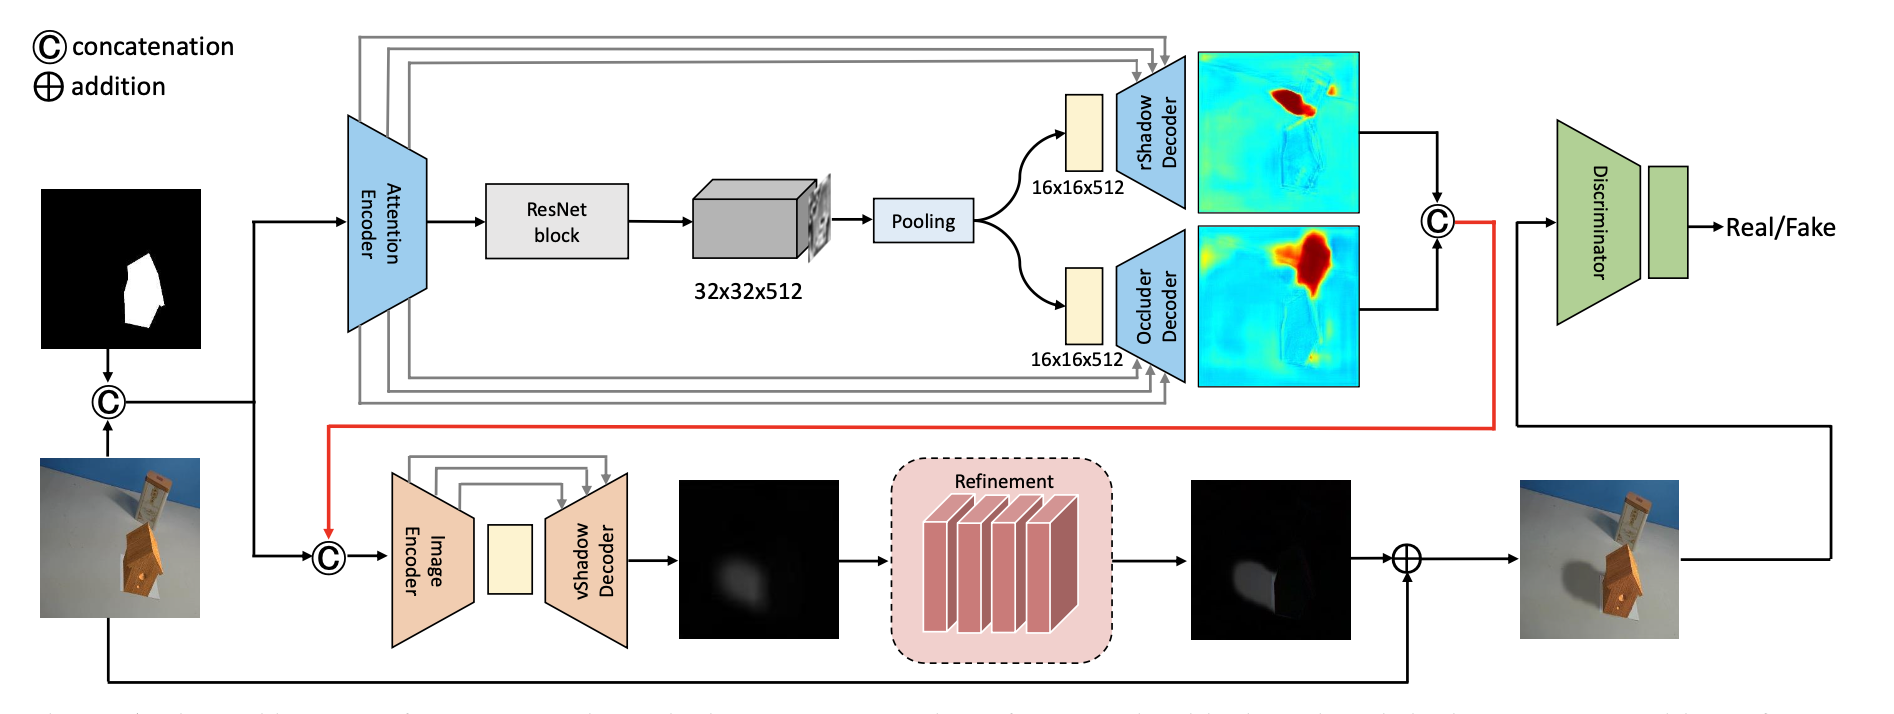 C concatenation
addition
Attention
Encoder
ResNet
block
32x32x512
Pooling
16x16x512
rShadow
Decoder
16x16x512
Occluder
Decoder
C
Discriminator
Real/Fake
C
C
Image
Encoder
vShadow
Decoder
Refinement